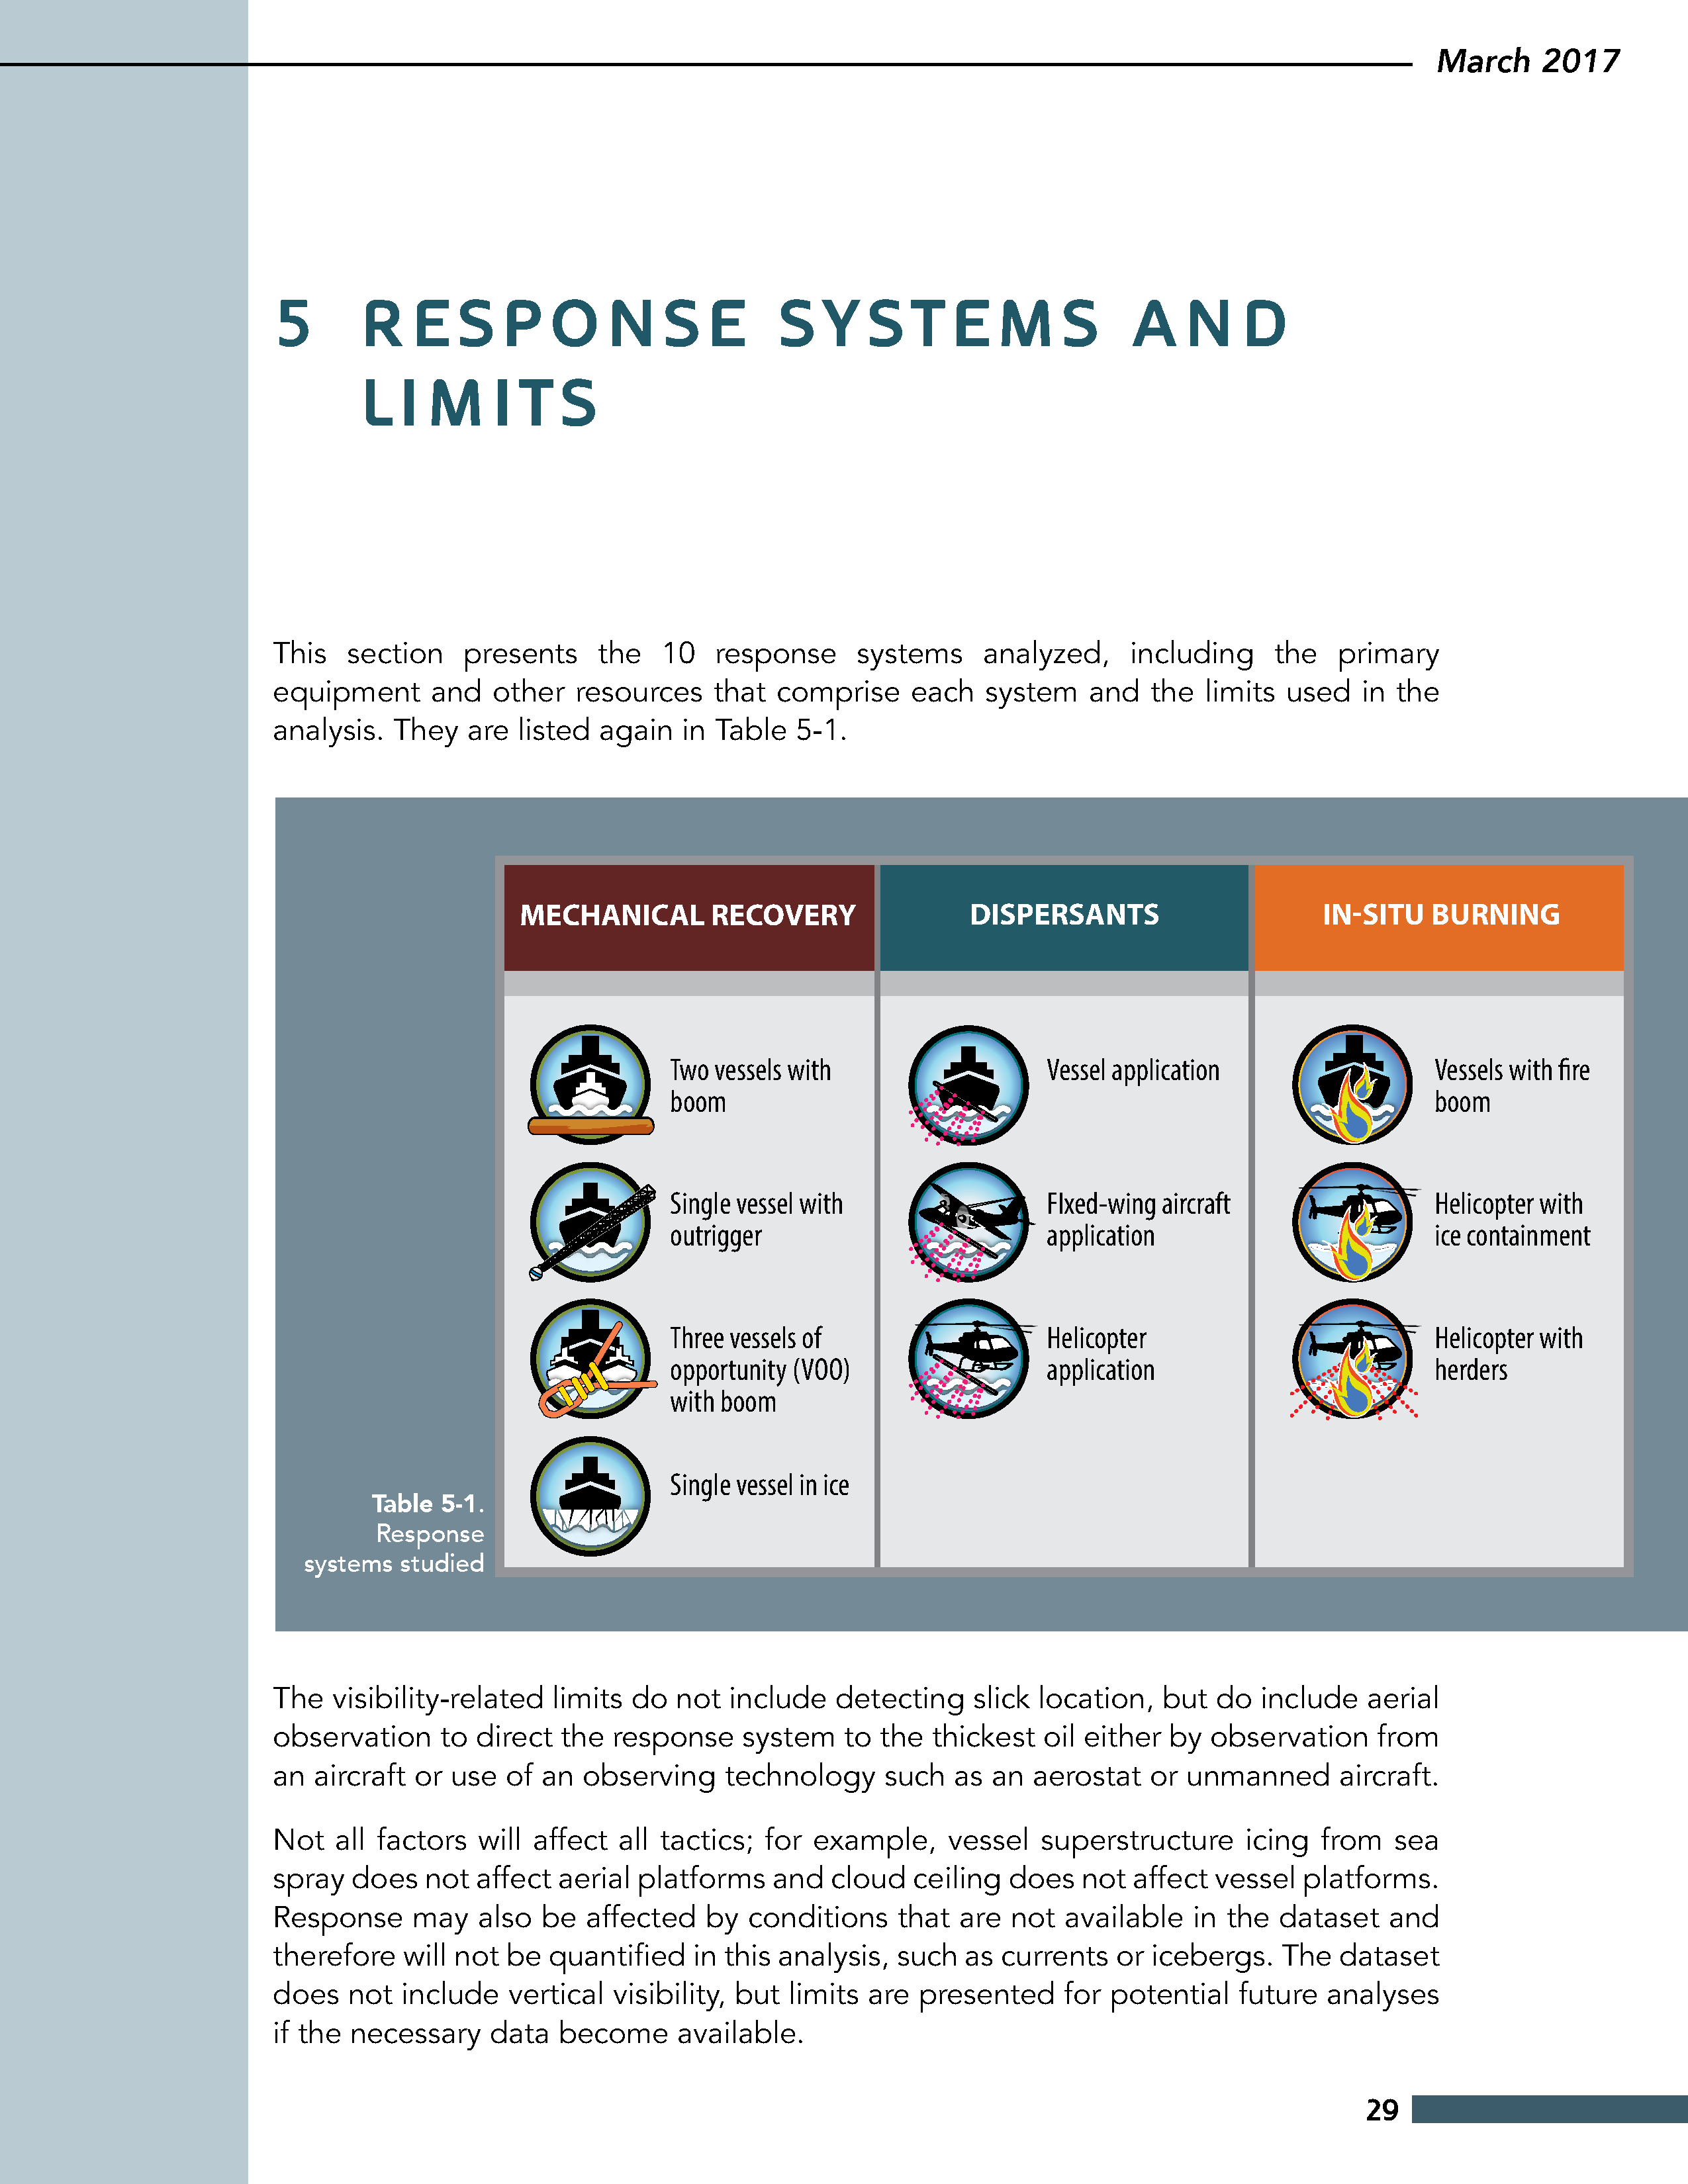 March 2017
5 RESPONSE SYSTEMS AND
LIMITS
This section presents the 10 response systems analyzed, including the primary
equipment and other resources that comprise each system and the limits used in the
analysis. They are listed again in Table 5-1.
MECHANICAL RECOVERY
Two vessels with
boom
Single vessel with
outrigger
Three vessels of
opportunity (VOO)
with boom
Single vessel in ice
DISPERSANTS
Vessel application
FIxed-wing aircraft
application
Helicopter
application
IN-SITU BURNING
Vessels with fire
boom
Helicopter with
ice containment
Helicopter with
herders
Table 5-1.
Response
systems studied
The visibility-related limits do not include detecting slick location, but do include aerial
observation to direct the response system to the thickest oil either by observation from
an aircraft or use of an observing technology such as an aerostat or unmanned aircraft.
Not all factors will affect all tactics; for example, vessel superstructure icing from sea
spray does not affect aerial platforms and cloud ceiling does not affect vessel platforms.
Response may also be affected by conditions that are not available in the dataset and
therefore will not be quantified in this analysis, such as currents or icebergs. The dataset
does not include vertical visibility, but limits are presented for potential future analyses
if the necessary data become available.
29